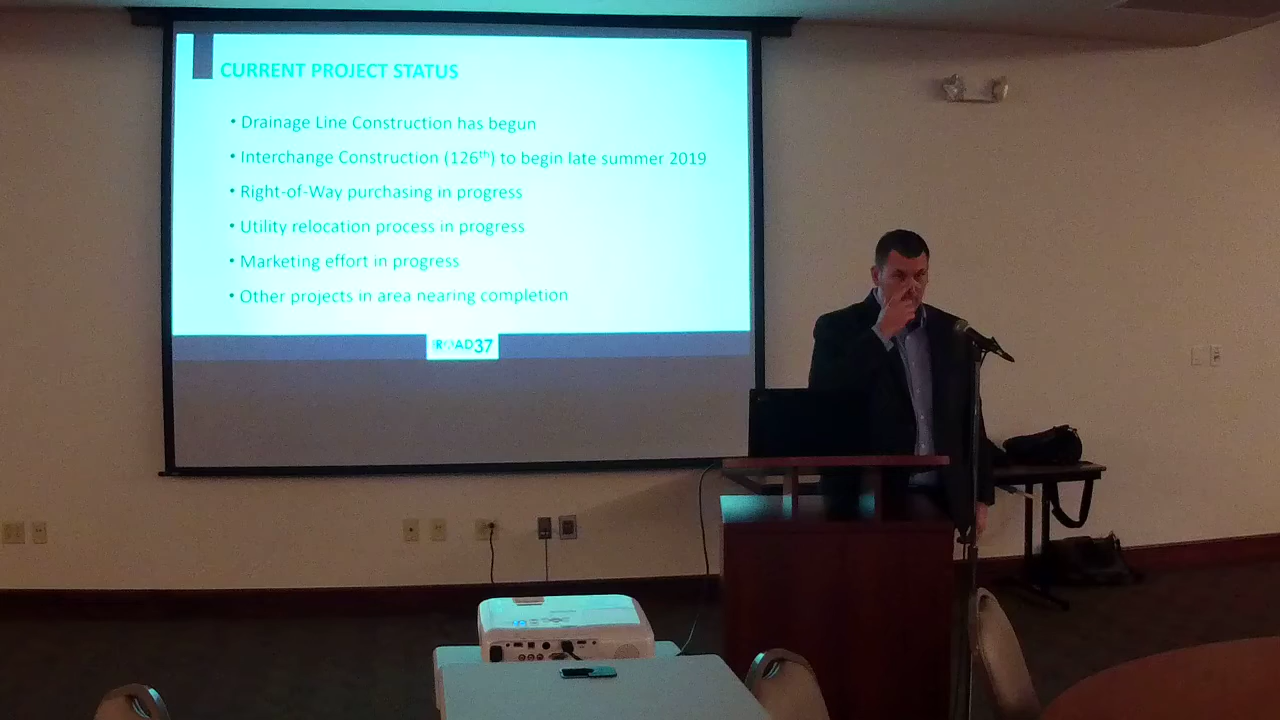 CURRENT PROJECT STATUS
• Drainage Line Construction has begun
• Interchange Construction (126th) to begin late summer 2019
• Right-of-Way purchasing in progress
• Utility relocation process in progress
• Marketing effort in progress
• Other projects in area nearing completion
ROAD37